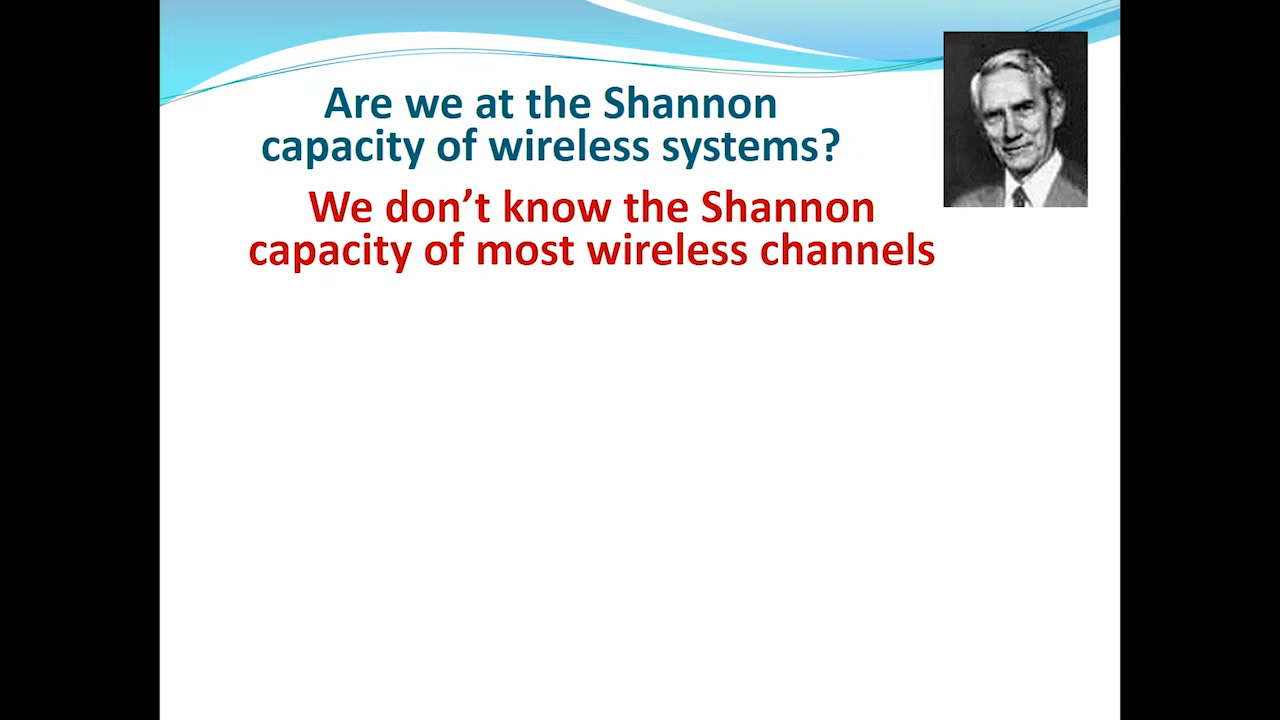 Are we at the Shannon
capacity of wireless systems?
We don’t know the Shannon
capacity of most wireless channels